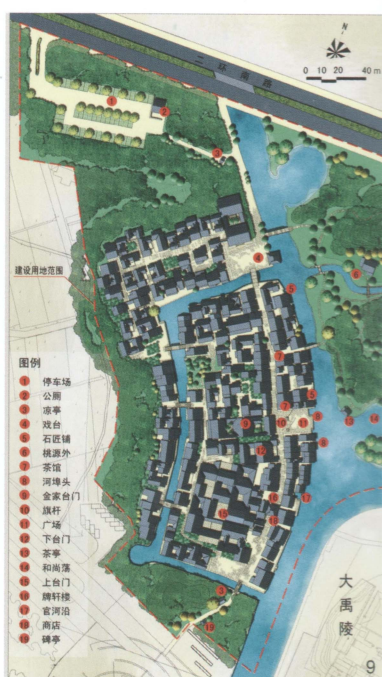 N
0 10 20 40 m
二环南路
建设用地范围
图例
1 停车场
2 公厕
3 凉亭
4 戏台
5 石匠铺
6 桃源外
7 茶馆
8 河埠头
9 金家台门
10 旗杆
11 广场
12 下台门
13 茶亭
14 和尚荡
15 上台门
16 牌轩楼
17 官河沿
18 商店
19 碑亭
大禹陵
9